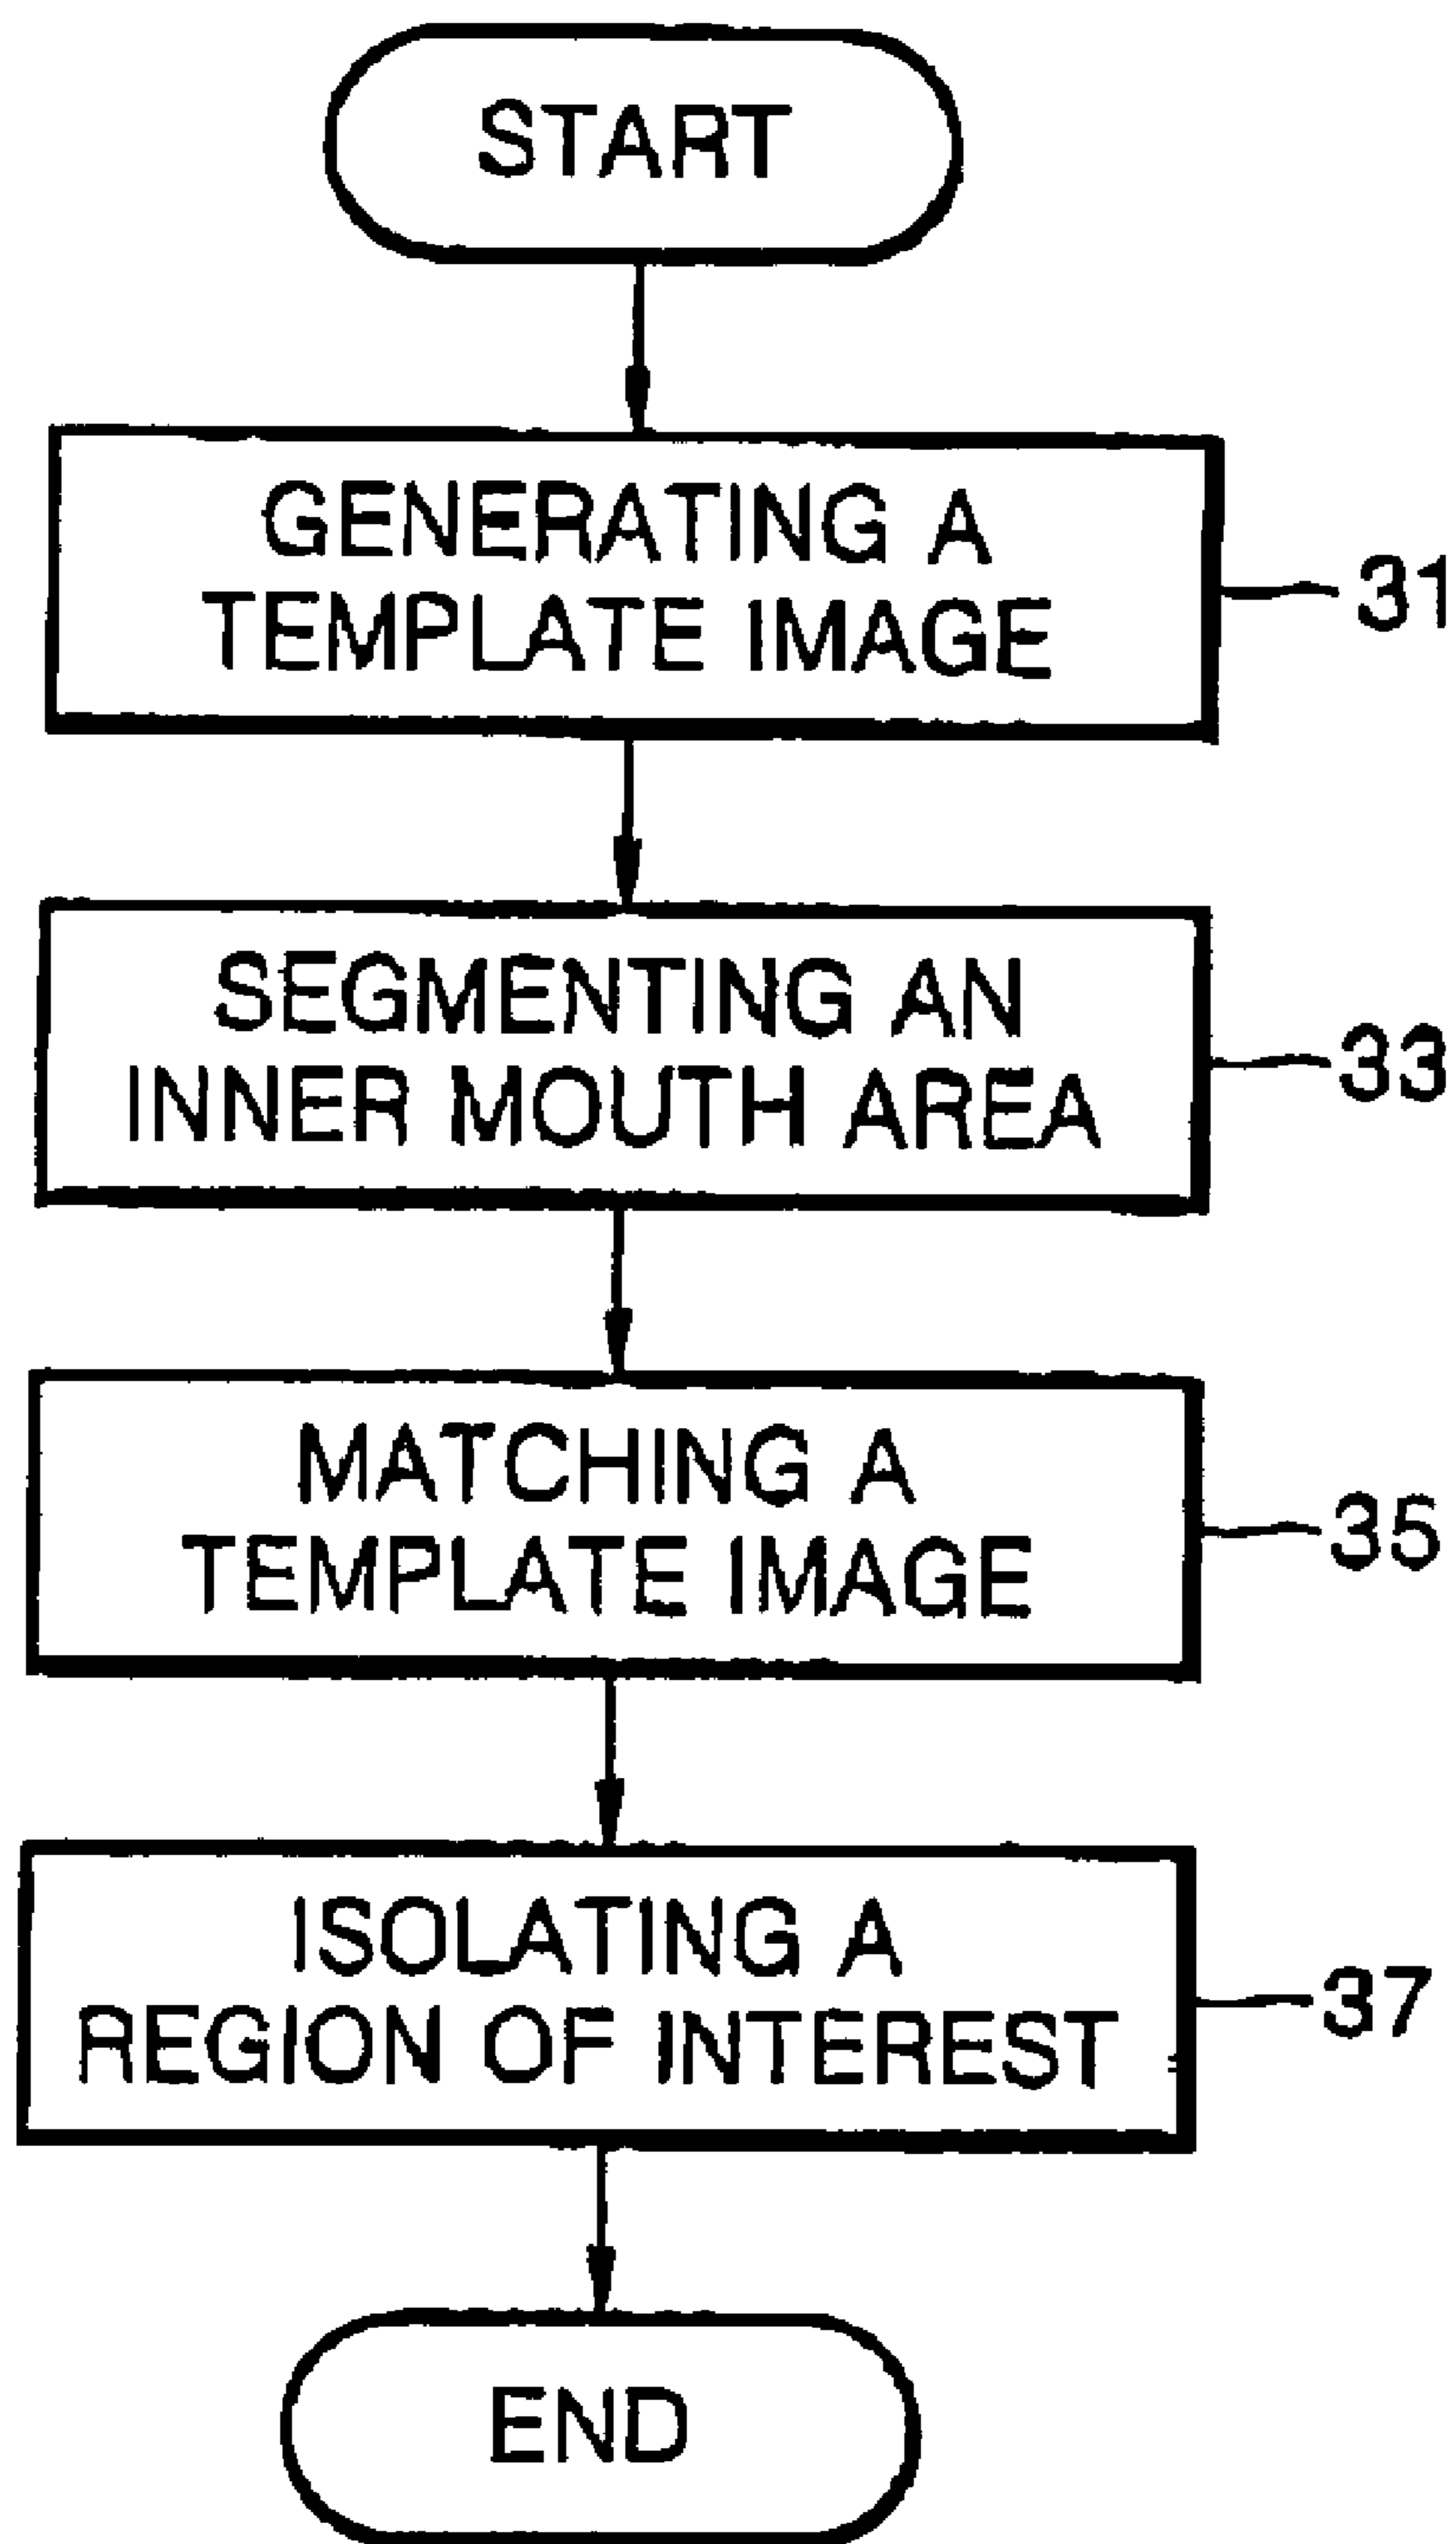 START
GENERATING A
TEMPLATE IMAGE
31
SEGMENTING AN
INNER MOUTH AREA
33
MATCHING A
TEMPLATE IMAGE
35
ISOLATING A
REGION OF INTEREST
37
END